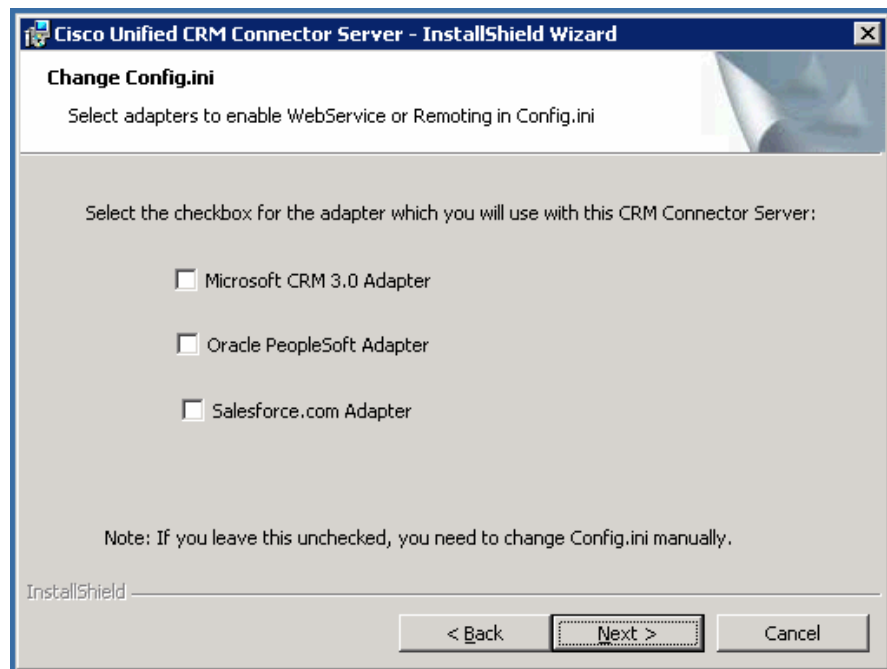 Cisco Unified CRM Connector Server - InstallShield Wizard
Change Config.ini
Select adapters to enable WebService or Remoting in Config.ini
Select the checkbox for the adapter which you will use with this CRM Connector Server:
Microsoft CRM 3.0 Adapter
Oracle PeopleSoft Adapter
Salesforce.com Adapter
Note: If you leave this unchecked, you need to change Config.ini manually.
InstallShield
< Back Next > Cancel